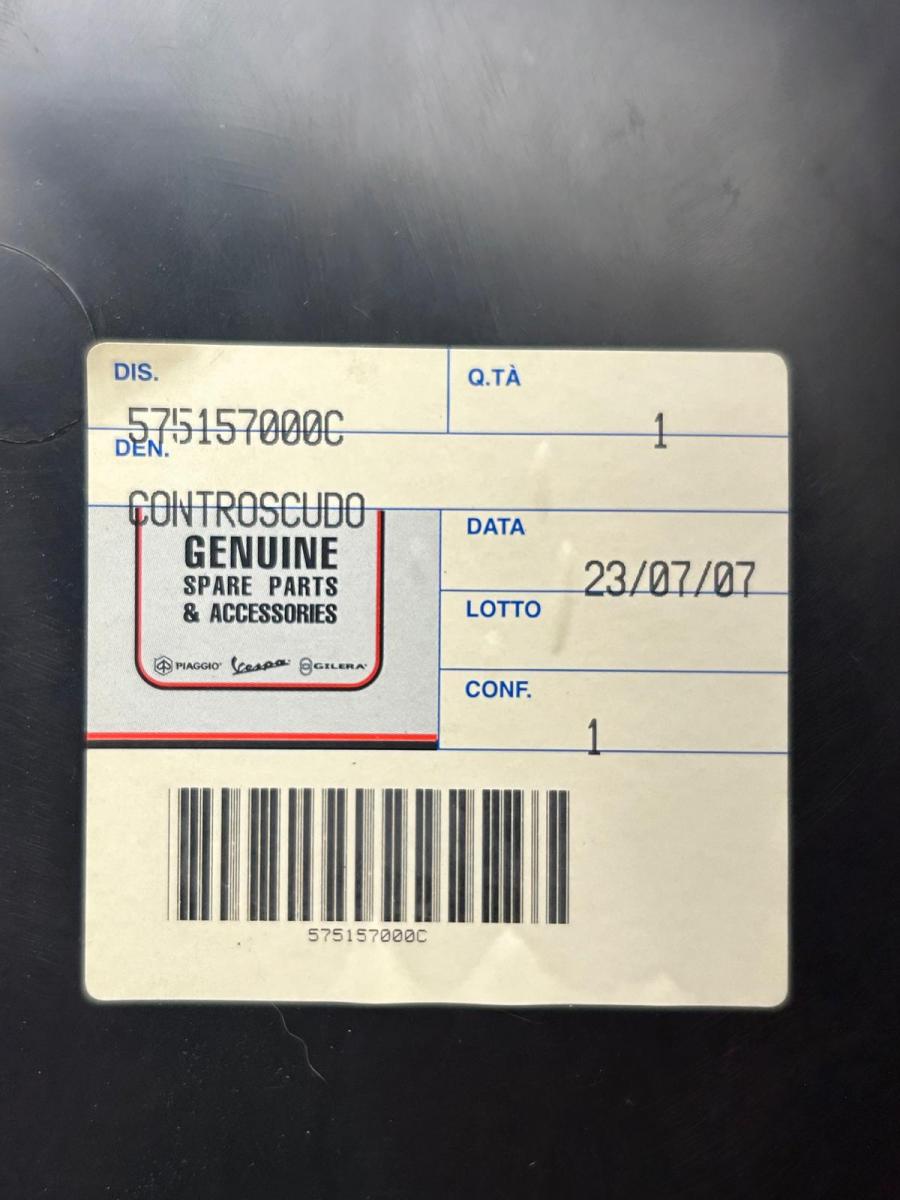 DIS.
575157000C
Q.TÀ
1
DEN.
CONTROSCUDO
GENUINE
SPARE PARTS
& ACCESSORIES
PIAGGIO Vespa GILERA
DATA
23/07/07
LOTTO
CONF.
1
575157000C